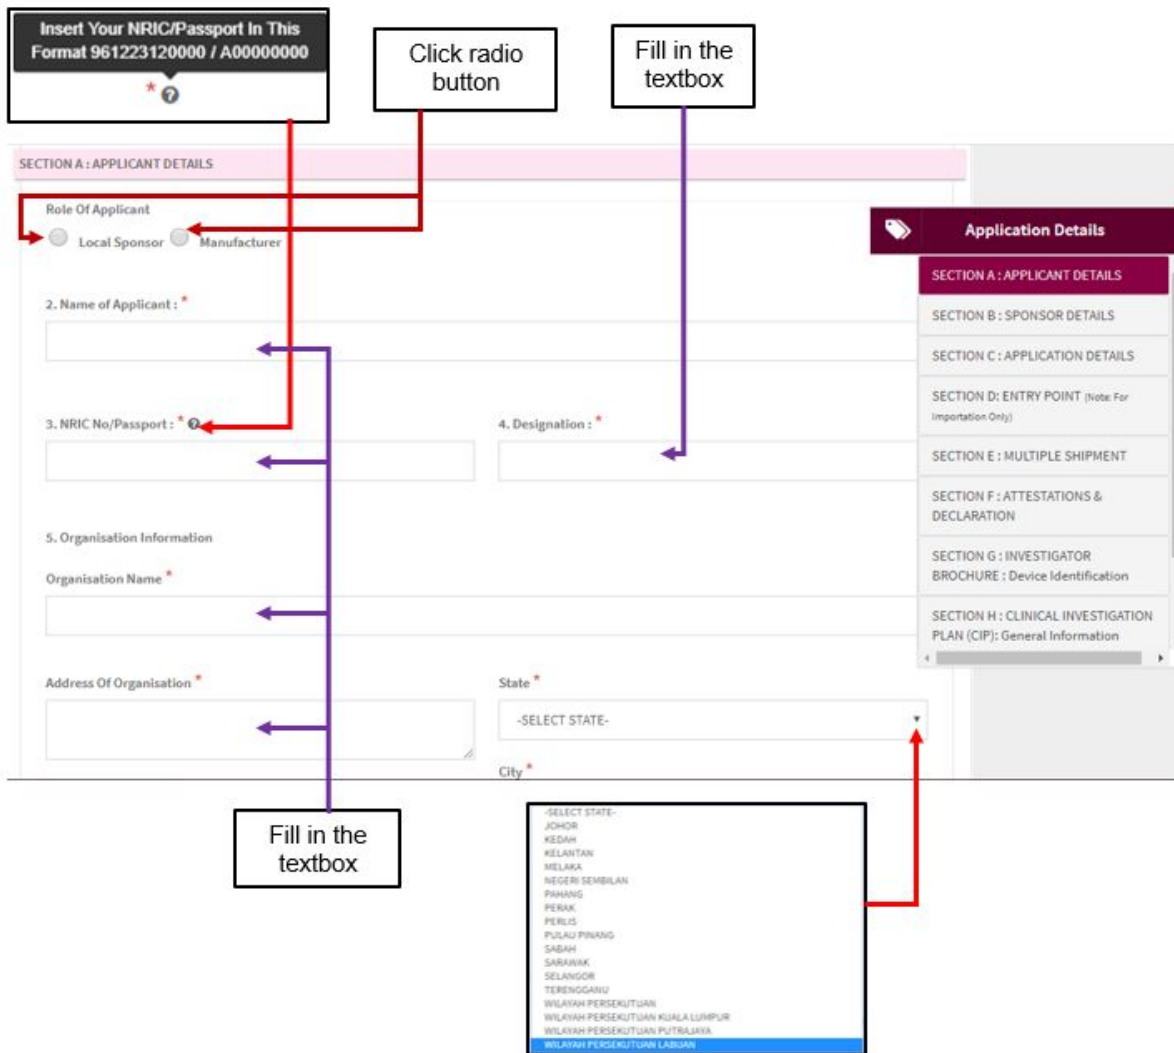 Insert Your NRIC/Passport In This
Format 961223120000 / A00000000
*
Click radio
button
Fill in the
textbox
SECTION A : APPLICANT DETAILS
Role Of Applicant
Local Sponsor
Manufacturer
2. Name of Applicant : *
3. NRIC No/Passport : *
4. Designation : *
5. Organisation Information
Organisation Name *
Address Of Organisation *
State *
-SELECT STATE-
City *
Application Details
SECTION A : APPLICANT DETAILS
SECTION B : SPONSOR DETAILS
SECTION C : APPLICATION DETAILS
SECTION D: ENTRY POINT (Note: For
Importation Only)
SECTION E : MULTIPLE SHIPMENT
SECTION F : ATTESTATIONS &
DECLARATION
SECTION G : INVESTIGATOR
BROCHURE : Device Identification
SECTION H : CLINICAL INVESTIGATION
PLAN (CIP): General Information
Fill in the
textbox
-SELECT STATE-
JOHOR
KEDAH
KELANTAN
MELAKA
NEGERI SEMBILAN
PAHANG
PERAK
PERLIS
PULAU PINANG
SABAH
SARAWAK
SELANGOR
TERENGGANU
WILAYAH PERSEKUTUAN
WILAYAH PERSEKUTUAN KUALA LUMPUR
WILAYAH PERSEKUTUAN PUTRAJAYA
WILAYAH PERSEKUTUAN LABUAN